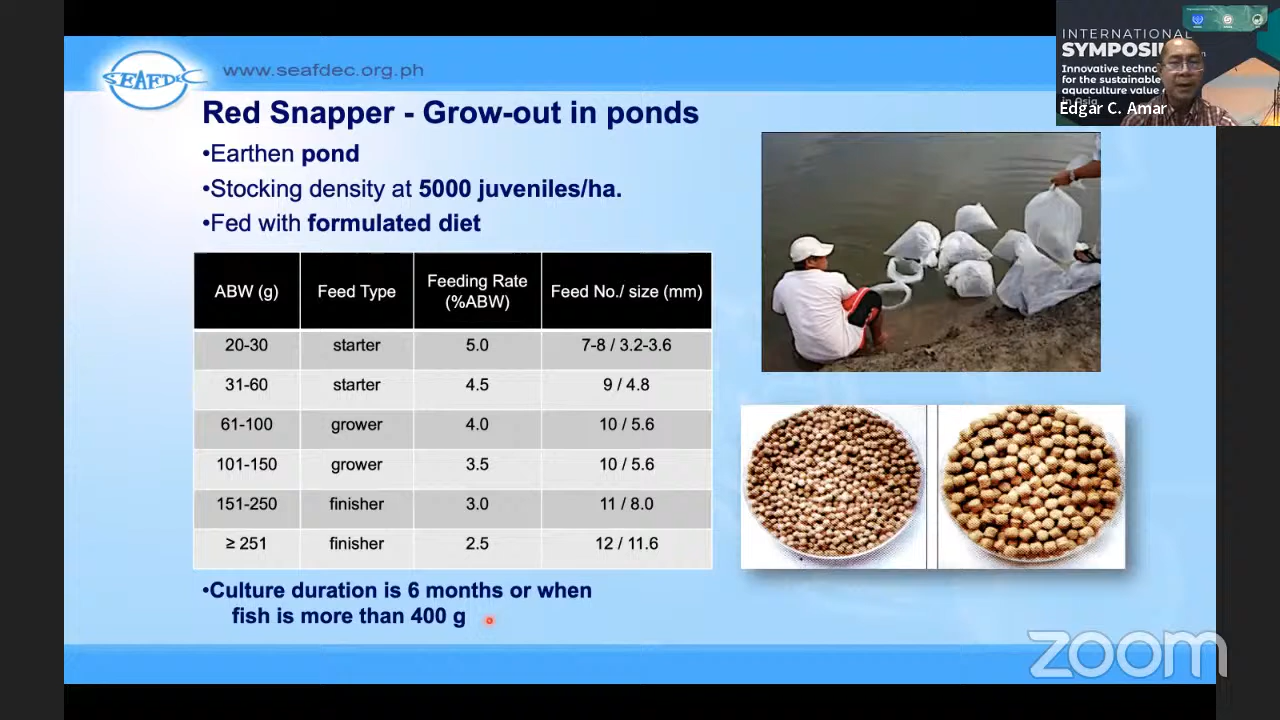 SEAFDEC
www.seafdec.org.ph
INTERNATIONAL
SYMPOSI
Innovative techno
for the sustainable
aquaculture value
in Asia
Edgar C. Amar
Red Snapper - Grow-out in ponds
•Earthen pond
•Stocking density at 5000 juveniles/ha.
•Fed with formulated diet
ABW (g) Feed Type Feeding Rate (%ABW) Feed No./ size (mm)
20-30 starter 5.0 7-8 / 3.2-3.6
31-60 starter 4.5 9 / 4.8
61-100 grower 4.0 10 / 5.6
101-150 grower 3.5 10 / 5.6
151-250 finisher 3.0 11 / 8.0
≥ 251 finisher 2.5 12 / 11.6
•Culture duration is 6 months or when
fish is more than 400 g
zoom